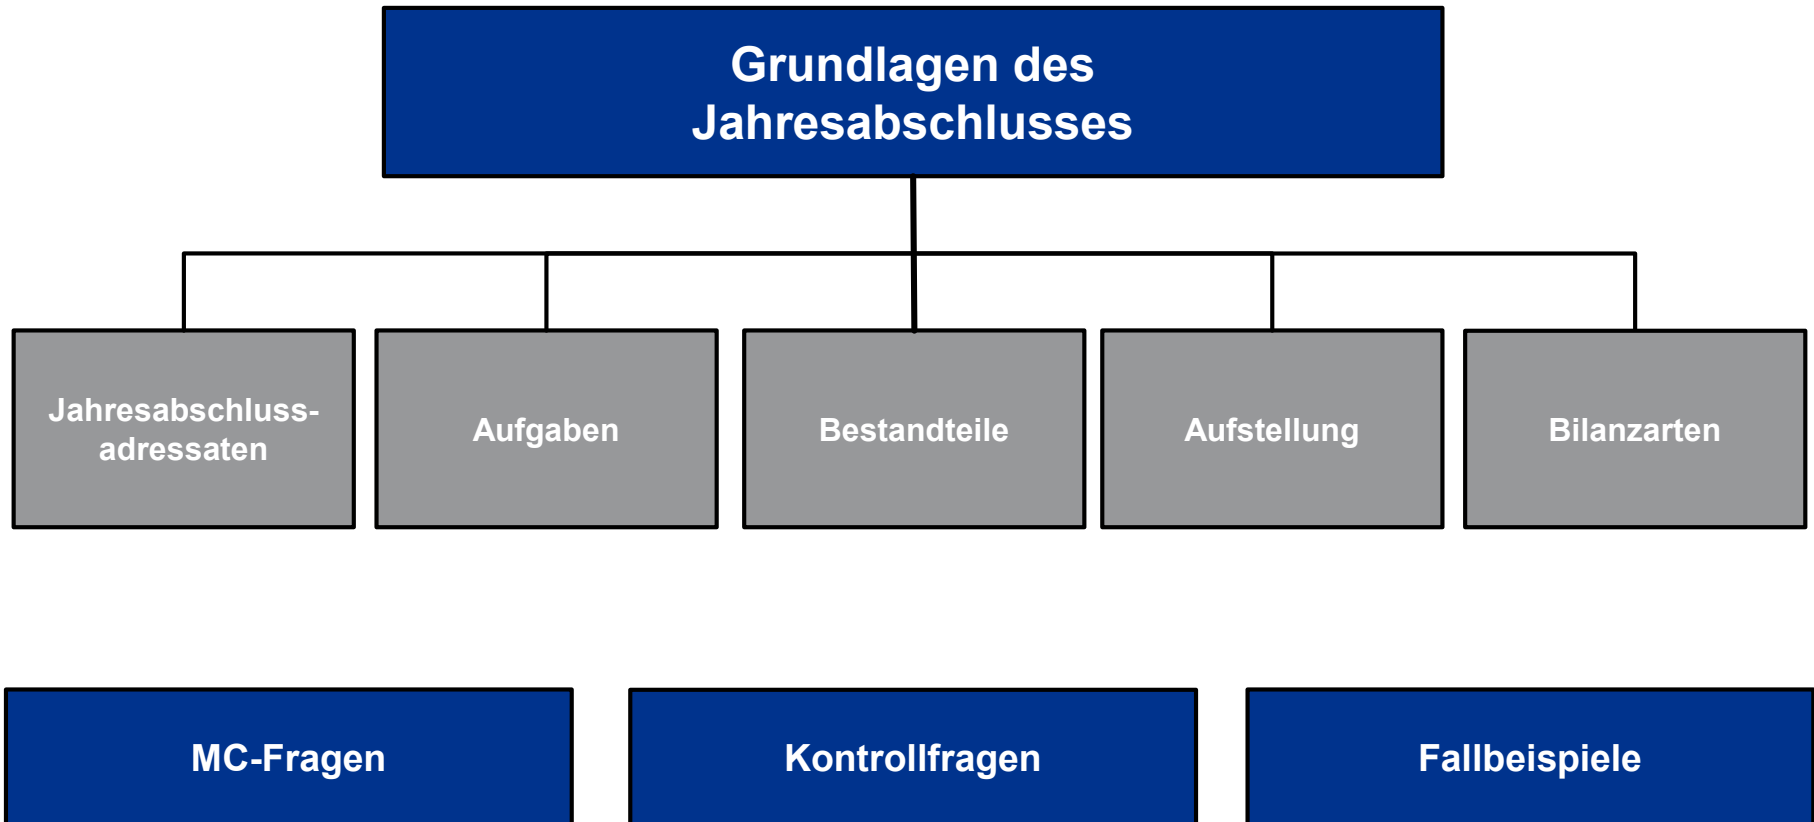 Grundlagen des
Jahresabschlusses
Jahresabschluss-
adressaten
Aufgaben
Bestandteile
Aufstellung
Bilanzarten
MC-Fragen
Kontrollfragen
Fallbeispiele